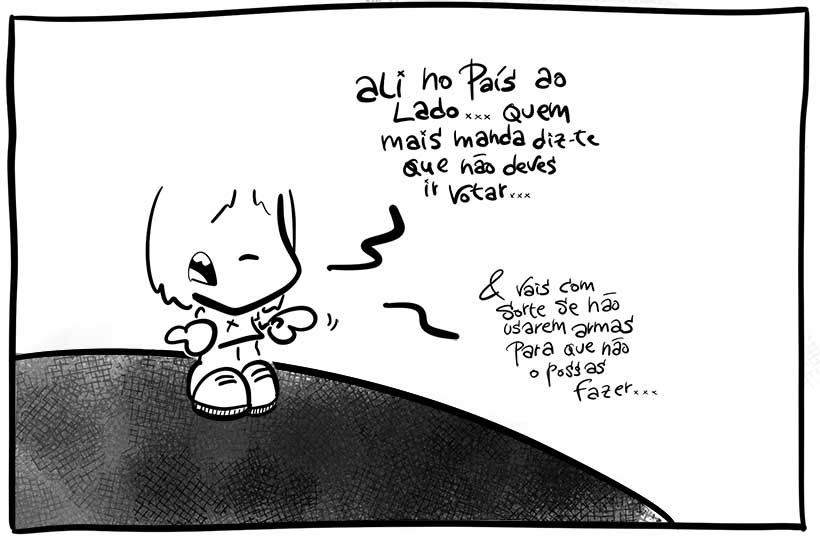 ali no País ao
Lado... quem
mais manda diz-te
que não deves
ir votar...
& vais com
sorte se não
usarem armas
para que não
o possas
fazer...